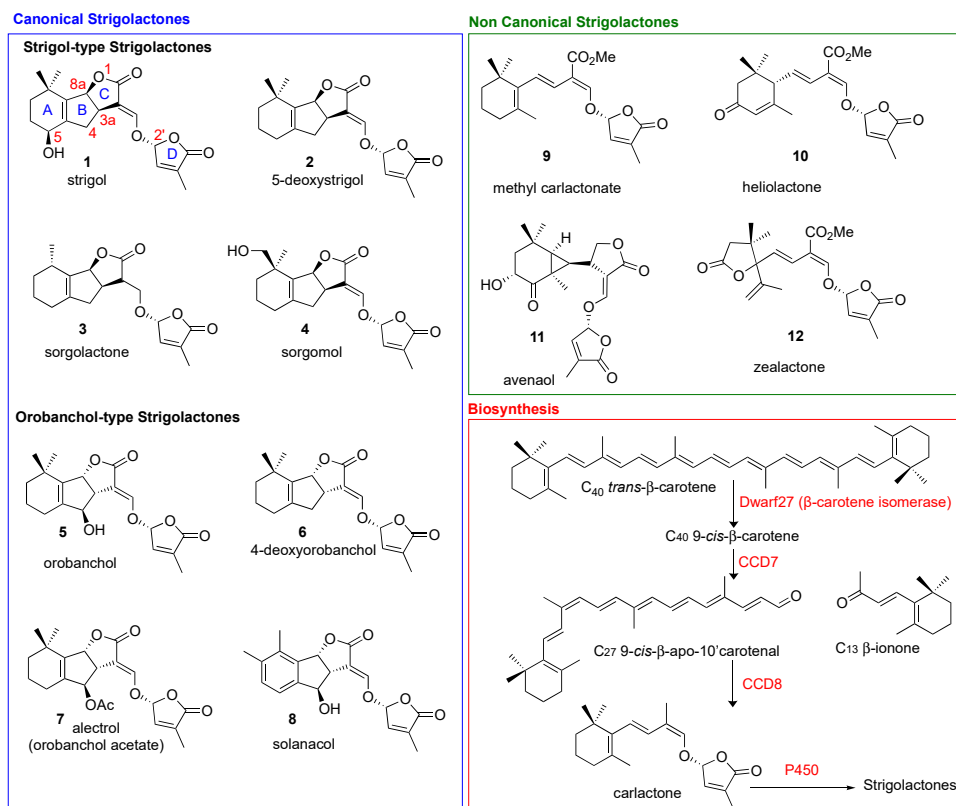 Canonical Strigolactones
Strigol-type Strigolactones
O
1
O
8a
C
A
B
3a
4
5
OH
O
2'
O
D
O
1
strigol
O
O
O
O
O
2
5-deoxystrigol
O
O
O
O
O
3
sorgolactone
HO
O
O
O
O
O
4
sorgomol
Orobanchol-type Strigolactones
O
O
O
O
O
OH
5
orobanchol
O
O
O
O
O
6
4-deoxyorobanchol
O
O
O
O
O
OAc
7
alectrol
(orobanchol acetate)
O
O
O
O
O
OH
8
solanacol
Non Canonical Strigolactones
CO2Me
O
O
O
9
methyl carlactonate
CO2Me
O
O
O
O
10
heliolactone
H
O
O
HO
O
O
O
O
11
avenaol
CO2Me
O
O
O
O
O
12
zealactone
Biosynthesis
C40 trans-β-carotene
Dwarf27 (β-carotene isomerase)
C40 9-cis-β-carotene
CCD7
O
O
C27 9-cis-β-apo-10'carotenal
C13 β-ionone
CCD8
O
O
O
carlactone
P450
Strigolactones